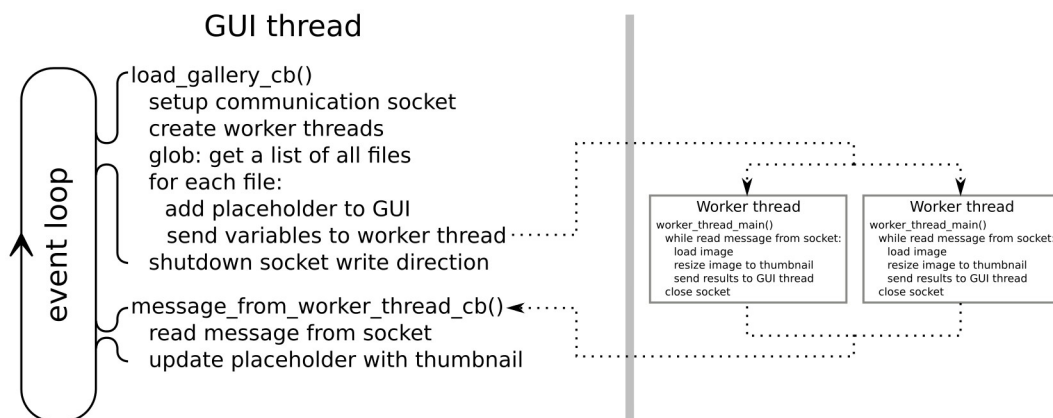 GUI thread
event loop
load_gallery_cb()
setup communication socket
create worker threads
glob: get a list of all files
for each file:
add placeholder to GUI
send variables to worker thread
shutdown socket write direction
message_from_worker_thread_cb()
read message from socket
update placeholder with thumbnail
Worker thread
worker_thread_main()
while read message from socket:
load image
resize image to thumbnail
send results to GUI thread
close socket
Worker thread
worker_thread_main()
while read message from socket:
load image
resize image to thumbnail
send results to GUI thread
close socket